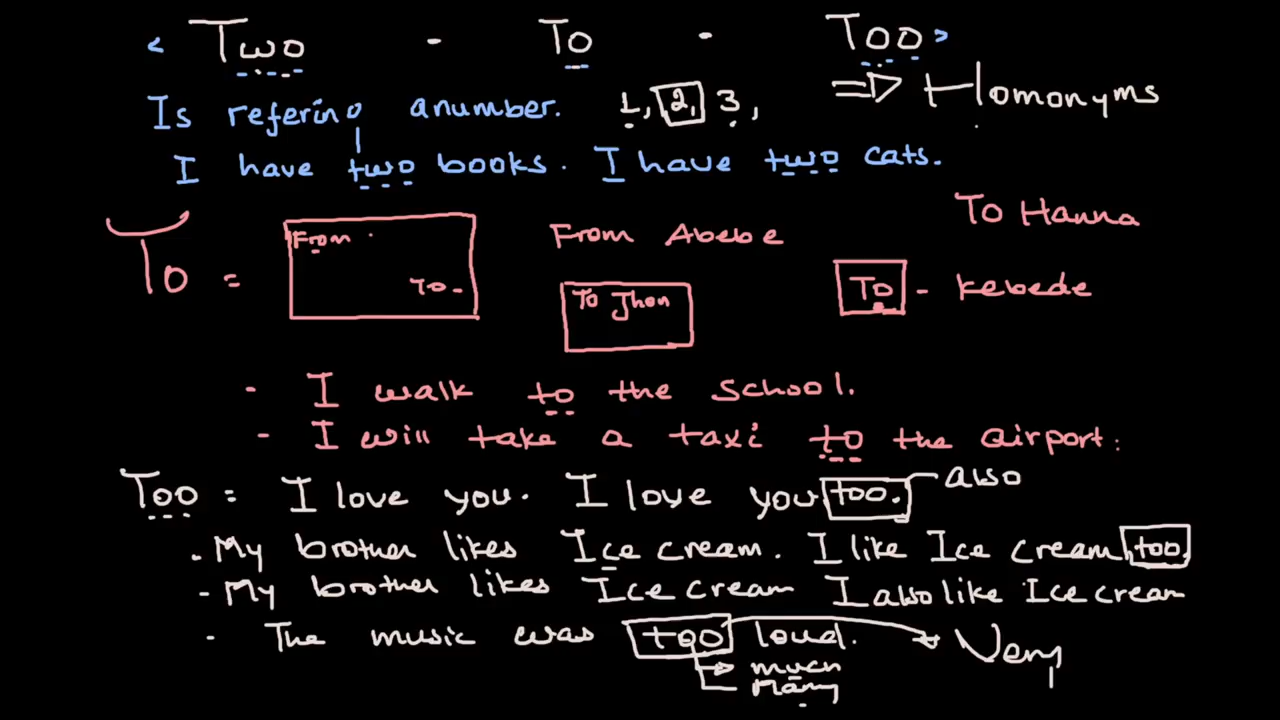 < Two - To - Too >
⇒ Homonyms
Is refering anumber. 1, 2, 3,
I have two books. I have two cats.
To Hanna
To = From To. From Abebe
To Jhon
To - kebede
- I walk to the School.
- I will take a taxi to the airport.
Too = I love you. I love you too. also
- My brother likes Ice cream. I like Ice cream too.
- My brother likes Ice cream I also like Ice cream
- The music was too loud. → Very
much
Many